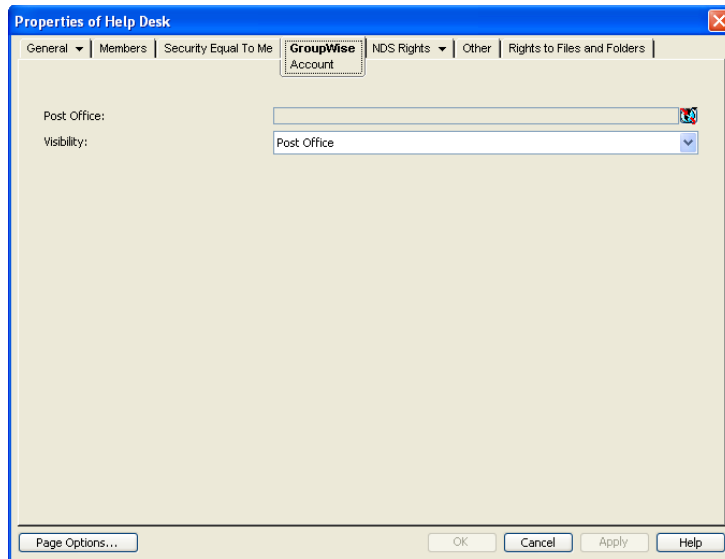 Properties of Help Desk
General Members Security Equal To Me GroupWise NDS Rights Other Rights to Files and Folders
Account
Post Office:
Visibility: Post Office
Page Options... OK Cancel Apply Help